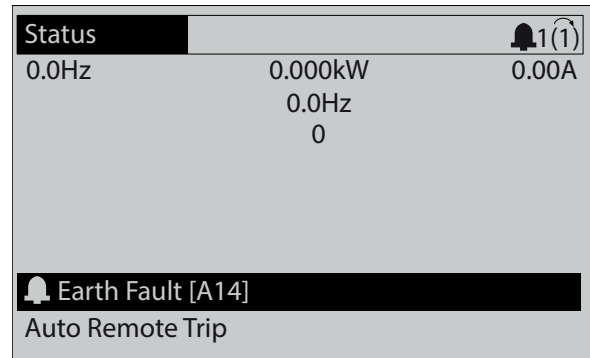 Status 1(1)
0.0Hz 0.000kW 0.00A
0.0Hz
0
Earth Fault [A14]
Auto Remote Trip